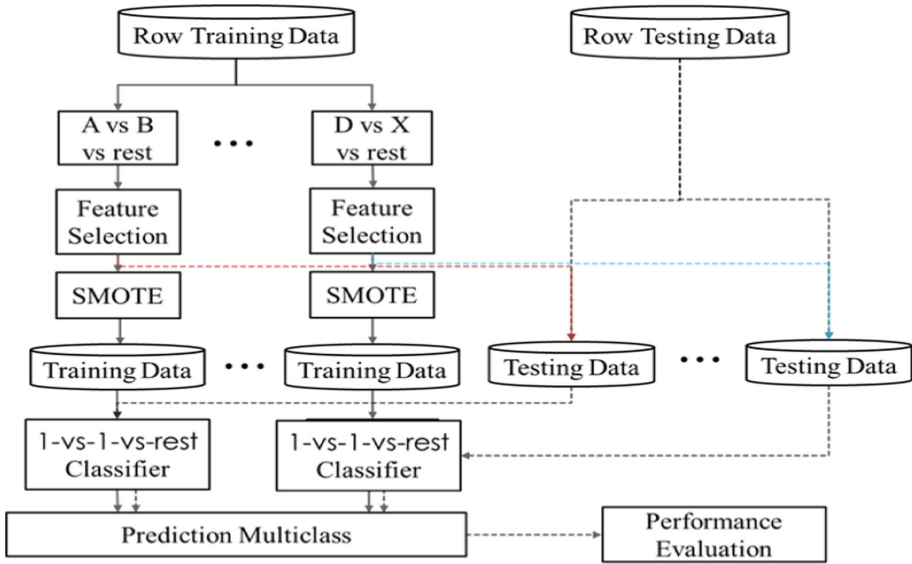 Row Training Data
Row Testing Data
A vs B
vs rest
...
D vs X
vs rest
Feature
Selection
Feature
Selection
SMOTE
SMOTE
Training Data
...
Training Data
Testing Data
...
Testing Data
1-vs-1-vs-rest
Classifier
1-vs-1-vs-rest
Classifier
Prediction Multiclass
Performance
Evaluation